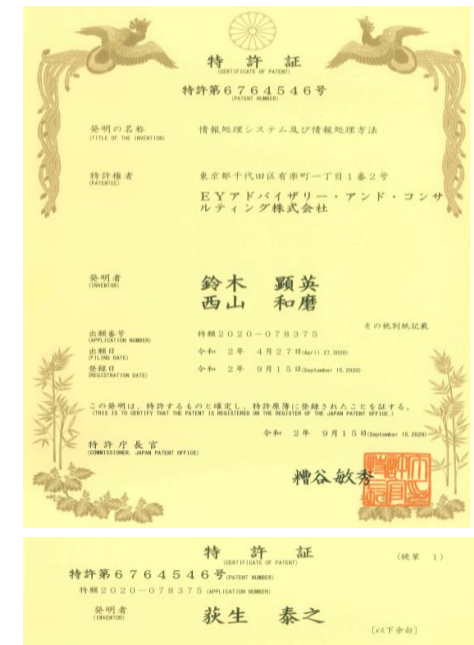 特許証
(CERTIFICATE OF PATENT)
特許第6764546号
(PATENT NUMBER)
発明の名称
(TITLE OF THE INVENTION)
情報処理システム及び情報処理方法
特許権者
(PATENTEE)
東京都千代田区有楽町一丁目1番2号
EYアドバイザリー・アンド・コンサ
ルティング株式会社
発明者
(INVENTOR)
鈴木 顕英
西山 和磨
その他別紙記載
出願番号
(APPLICATION NUMBER)
特願2020-078375
出願日
(FILING DATE)
令和 2年 4月27日(April 27,2020)
登録日
(REGISTRATION DATE)
令和 2年 9月15日(September 15,2020)
この発明は、特許するものと確定し、特許原簿に登録されたことを証する。
(THIS IS TO CERTIFY THAT THE PATENT IS REGISTERED ON THE REGISTER OF THE JAPAN PATENT OFFICE.)
令和 2年 9月15日(September 15,2020)
特許庁長官
(COMMISSIONER, JAPAN PATENT OFFICE)
糟谷敏秀
特許証
(CERTIFICATE OF PATENT)
(続葉 1)
特許第6764546号(PATENT NUMBER)
特願2020-078375(APPLICATION NUMBER)
発明者
(INVENTOR)
荻生 泰之
[以下余白]